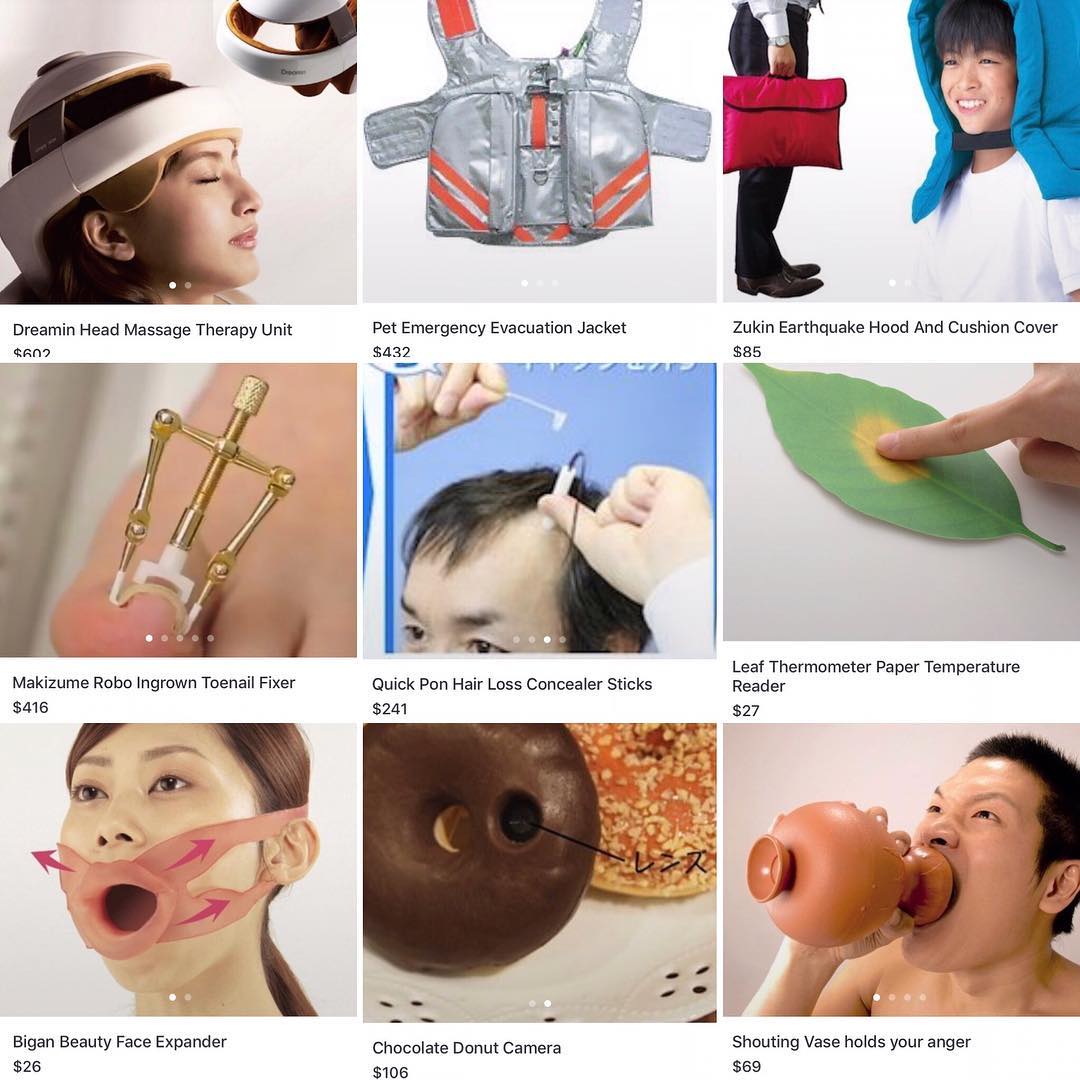 Dreamin
Dreamin Head Massage Therapy Unit
$602
Pet Emergency Evacuation Jacket
$432
Zukin Earthquake Hood And Cushion Cover
$85
Makizume Robo Ingrown Toenail Fixer
$416
Quick Pon Hair Loss Concealer Sticks
$241
Leaf Thermometer Paper Temperature
Reader
$27
Bigan Beauty Face Expander
$26
レンズ
Chocolate Donut Camera
$106
Shouting Vase holds your anger
$69